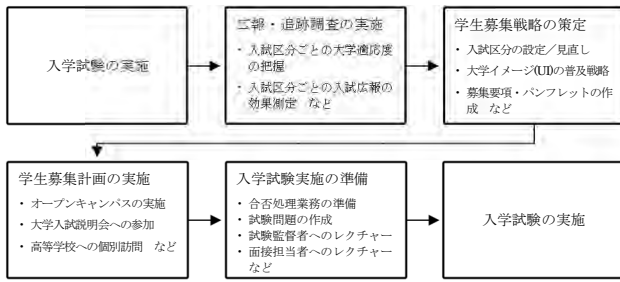 入学試験の実施
広報・追跡調査の実施
・ 入試区分ごとの大学適応度
の把握
・ 入試区分ごとの入試広報の
効果測定 など
学生募集戦略の策定
・ 入試区分の設定／見直し
・ 大学イメージ(UI)の普及戦略
・ 募集要項・パンフレットの作
成 など
学生募集計画の実施
・ オープンキャンパスの実施
・ 大学入試説明会への参加
・ 高等学校への個別訪問 など
入学試験実施の準備
・ 合否処理業務の準備
・ 試験問題の作成
・ 試験監督者へのレクチャー
・ 面接担当者へのレクチャー
など
入学試験の実施